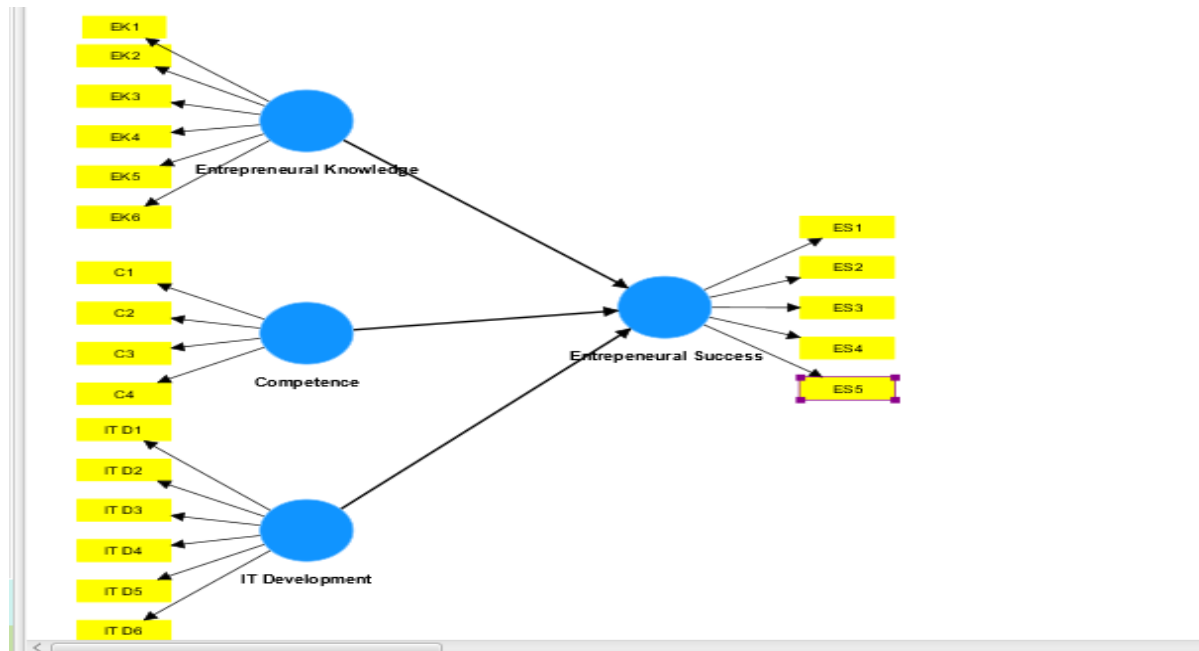 EK1
EK2
EK3
EK4
EK5
EK6
Entrepreneural Knowledge
C1
C2
C3
C4
Competence
IT D1
IT D2
IT D3
IT D4
IT D5
IT D6
IT Development
Entrepeneural Success
ES1
ES2
ES3
ES4
ES5